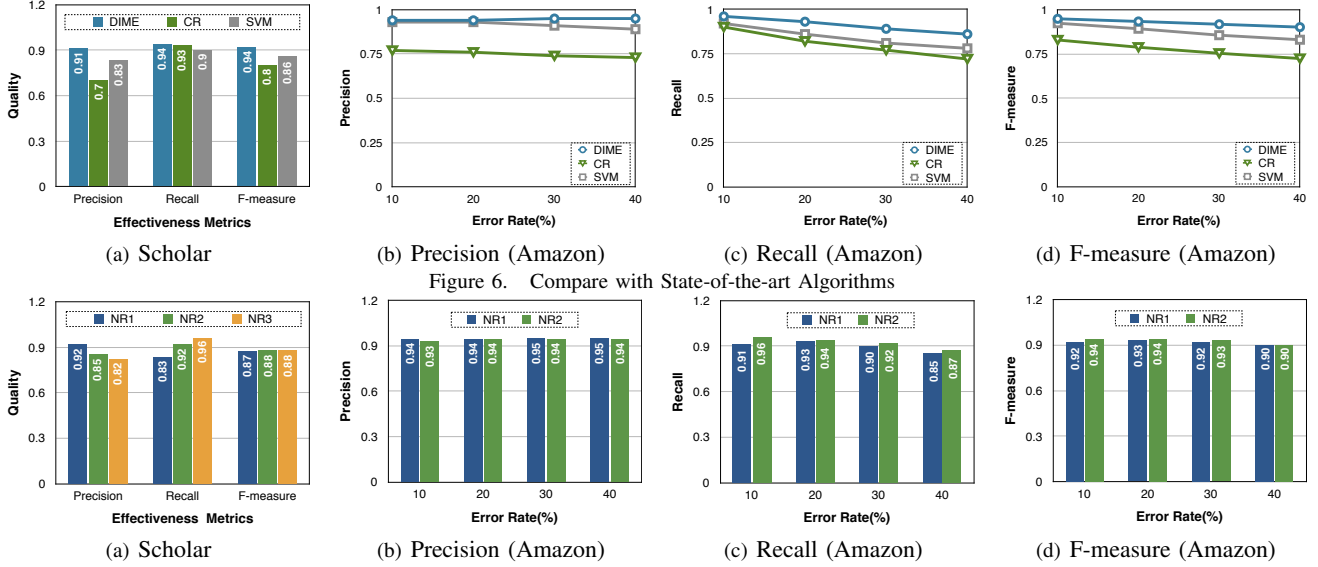 DIME CR SVM
1.2
0.9
0.6
0.3
0
Quality
0.91
0.7
0.83
0.94
0.93
0.9
0.94
0.8
0.86
Precision Recall F-measure
Effectiveness Metrics
(a) Scholar
1
0.75
0.5
0.25
0
Precision
DIME
CR
SVM
10 20 30 40
Error Rate(%)
(b) Precision (Amazon)
1
0.75
0.5
0.25
0
Recall
DIME
CR
SVM
10 20 30 40
Error Rate(%)
(c) Recall (Amazon)
1
0.75
0.5
0.25
0
F-measure
DIME
CR
SVM
10 20 30 40
Error Rate(%)
(d) F-measure (Amazon)
Figure 6. Compare with State-of-the-art Algorithms
NR1 NR2 NR3
1.2
0.9
0.6
0.3
0
Quality
0.92
0.85
0.82
0.83
0.92
0.96
0.87
0.88
0.88
Precision Recall F-measure
Effectiveness Metrics
(a) Scholar
NR1 NR2
1.2
0.9
0.6
0.3
0
Precision
0.94
0.93
0.94
0.94
0.95
0.94
0.95
0.94
10 20 30 40
Error Rate(%)
(b) Precision (Amazon)
NR1 NR2
1.2
0.9
0.6
0.3
0
Recall
0.91
0.96
0.93
0.94
0.90
0.92
0.85
0.87
10 20 30 40
Error Rate(%)
(c) Recall (Amazon)
NR1 NR2
1.2
0.9
0.6
0.3
0
F-measure
0.92
0.94
0.93
0.94
0.92
0.93
0.90
0.90
10 20 30 40
Error Rate(%)
(d) F-measure (Amazon)